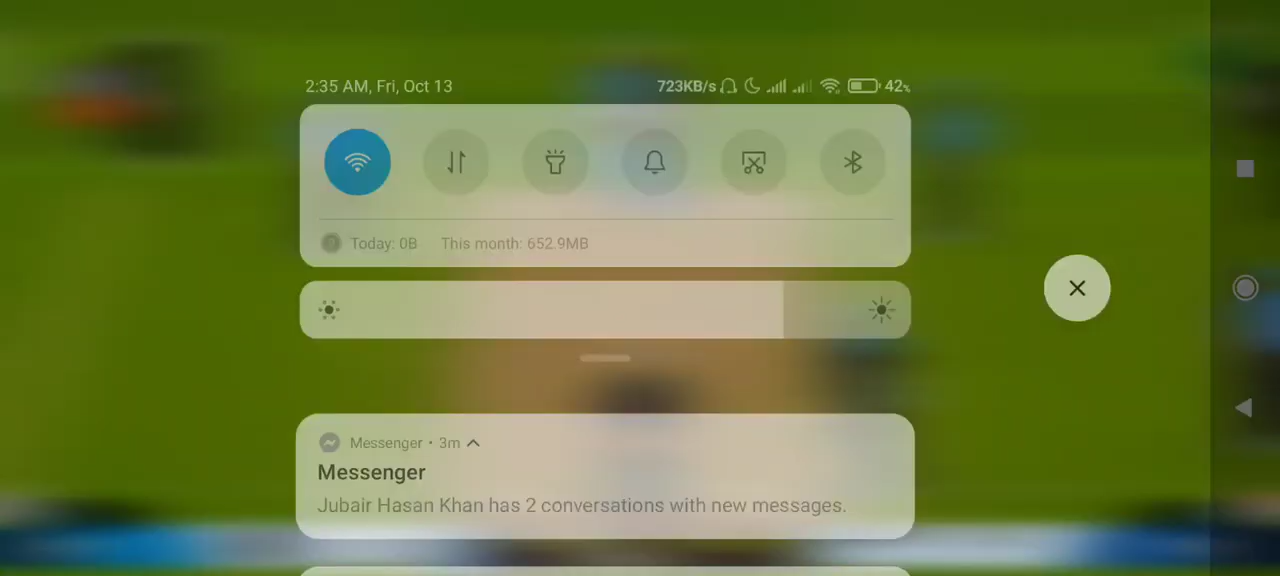 2:35 AM, Fri, Oct 13 723KB/s 42%
Today: 0B This month: 652.9MB
Messenger • 3m
Messenger
Jubair Hasan Khan has 2 conversations with new messages.